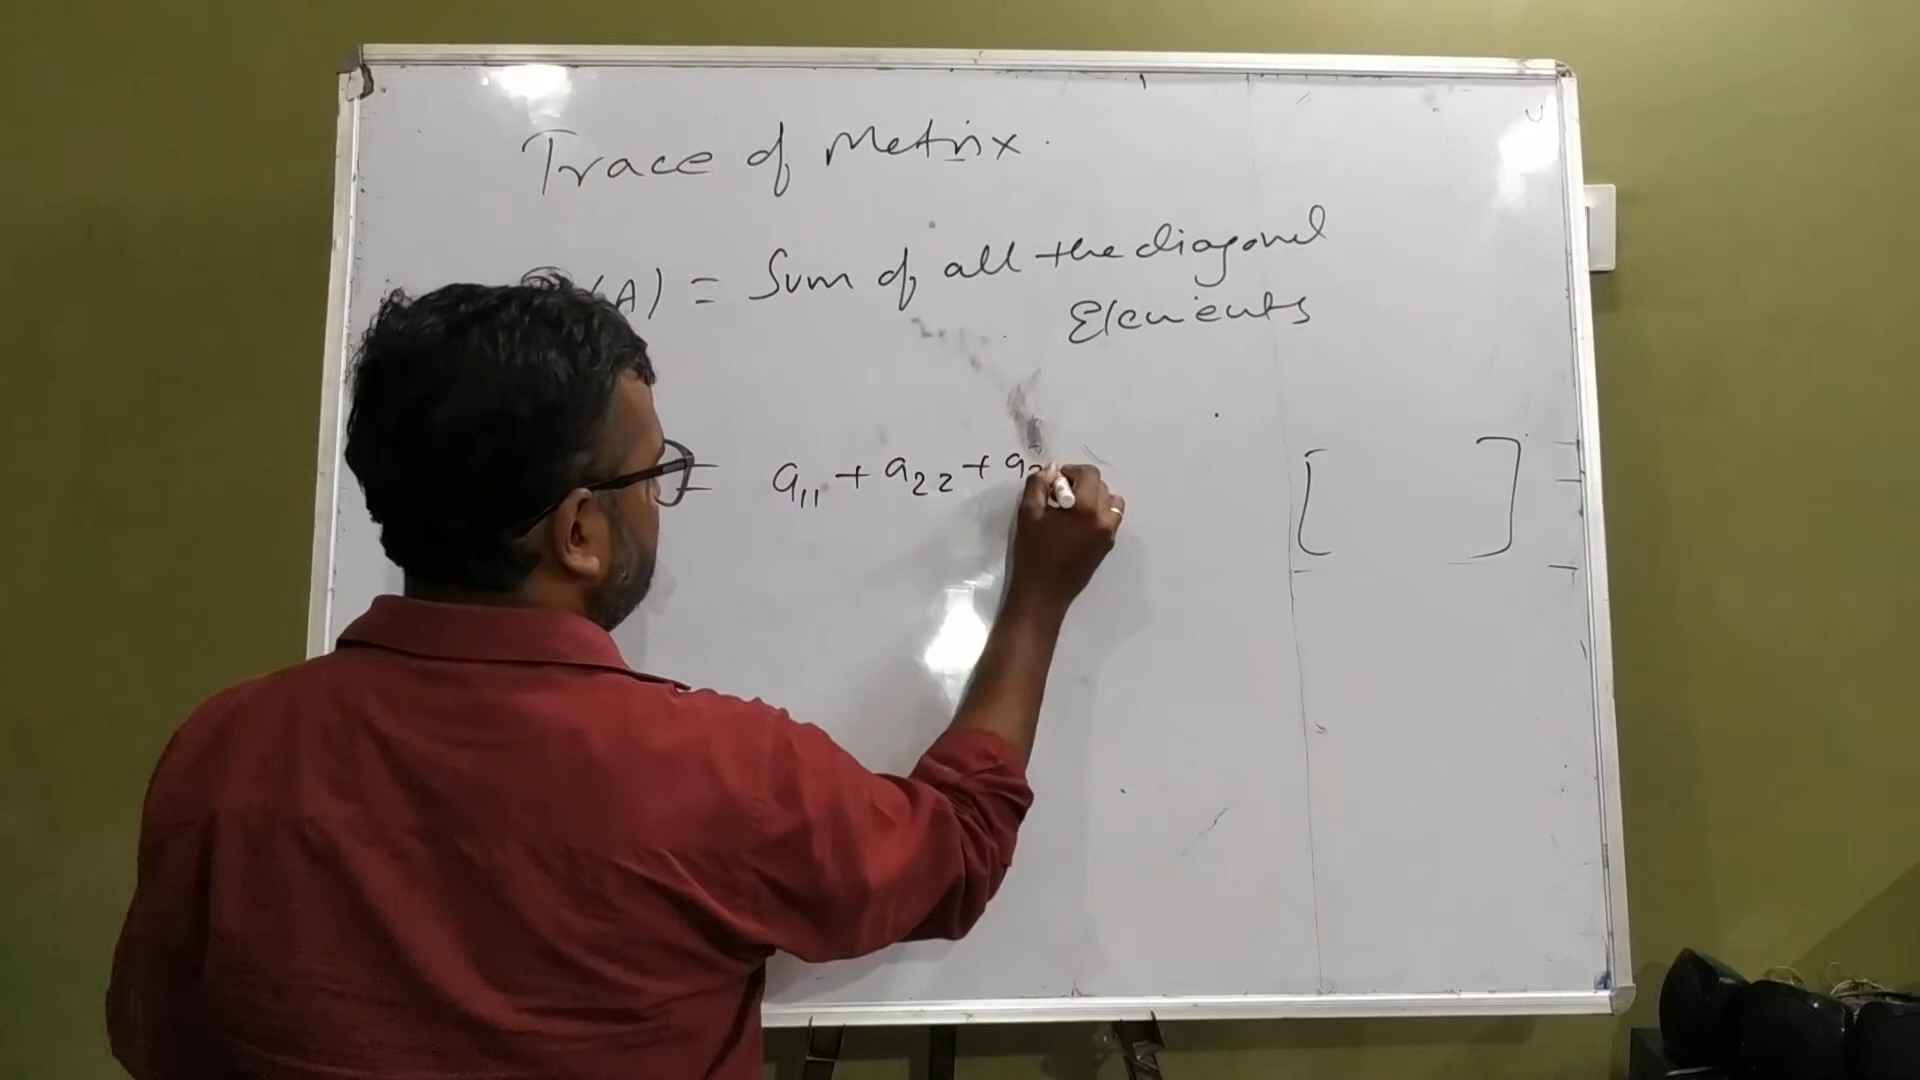 Trace of Metrix.
(A) = Sum of all the diagonal
Elements
= a11 + a22 + a
[ ]